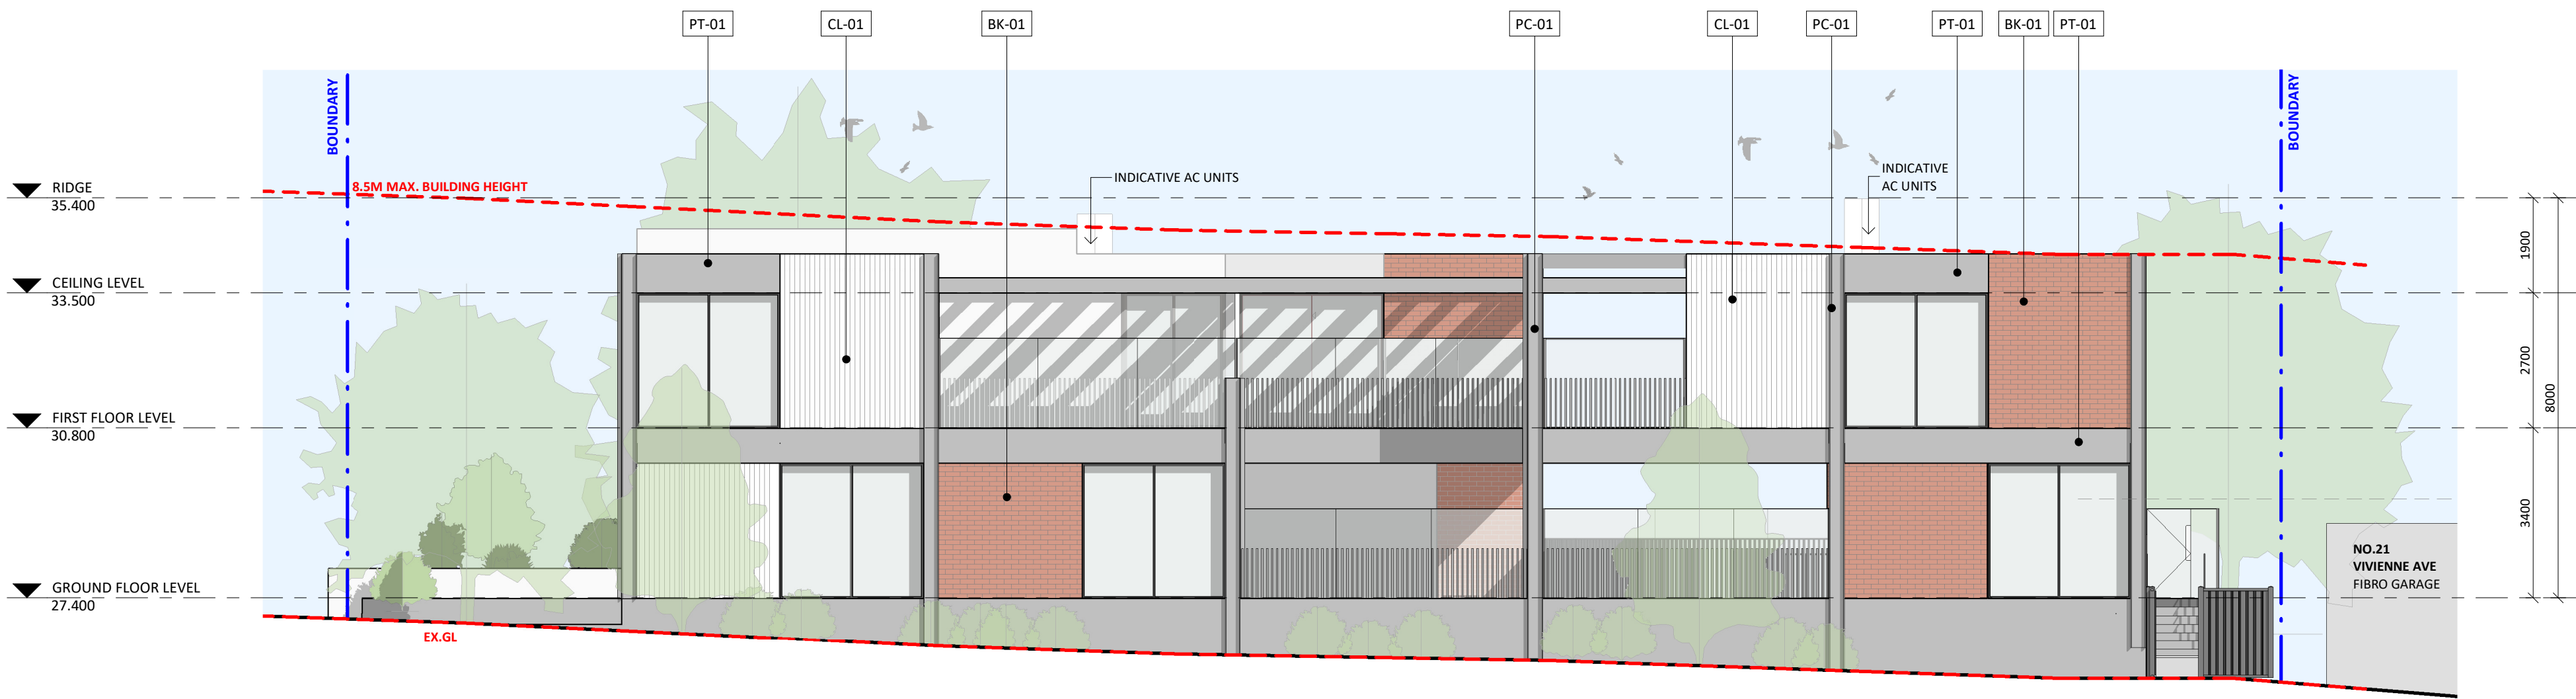 PT-01
CL-01
BK-01
PC-01
CL-01
PC-01
PT-01
BK-01
PT-01
BOUNDARY
BOUNDARY
INDICATIVE AC UNITS
INDICATIVE
AC UNITS
8.5M MAX. BUILDING HEIGHT
RIDGE
35.400
CEILING LEVEL
33.500
FIRST FLOOR LEVEL
30.800
GROUND FLOOR LEVEL
27.400
EX.GL
1900
2700
3400
8000
NO.21
VIVIENNE AVE
FIBRO GARAGE